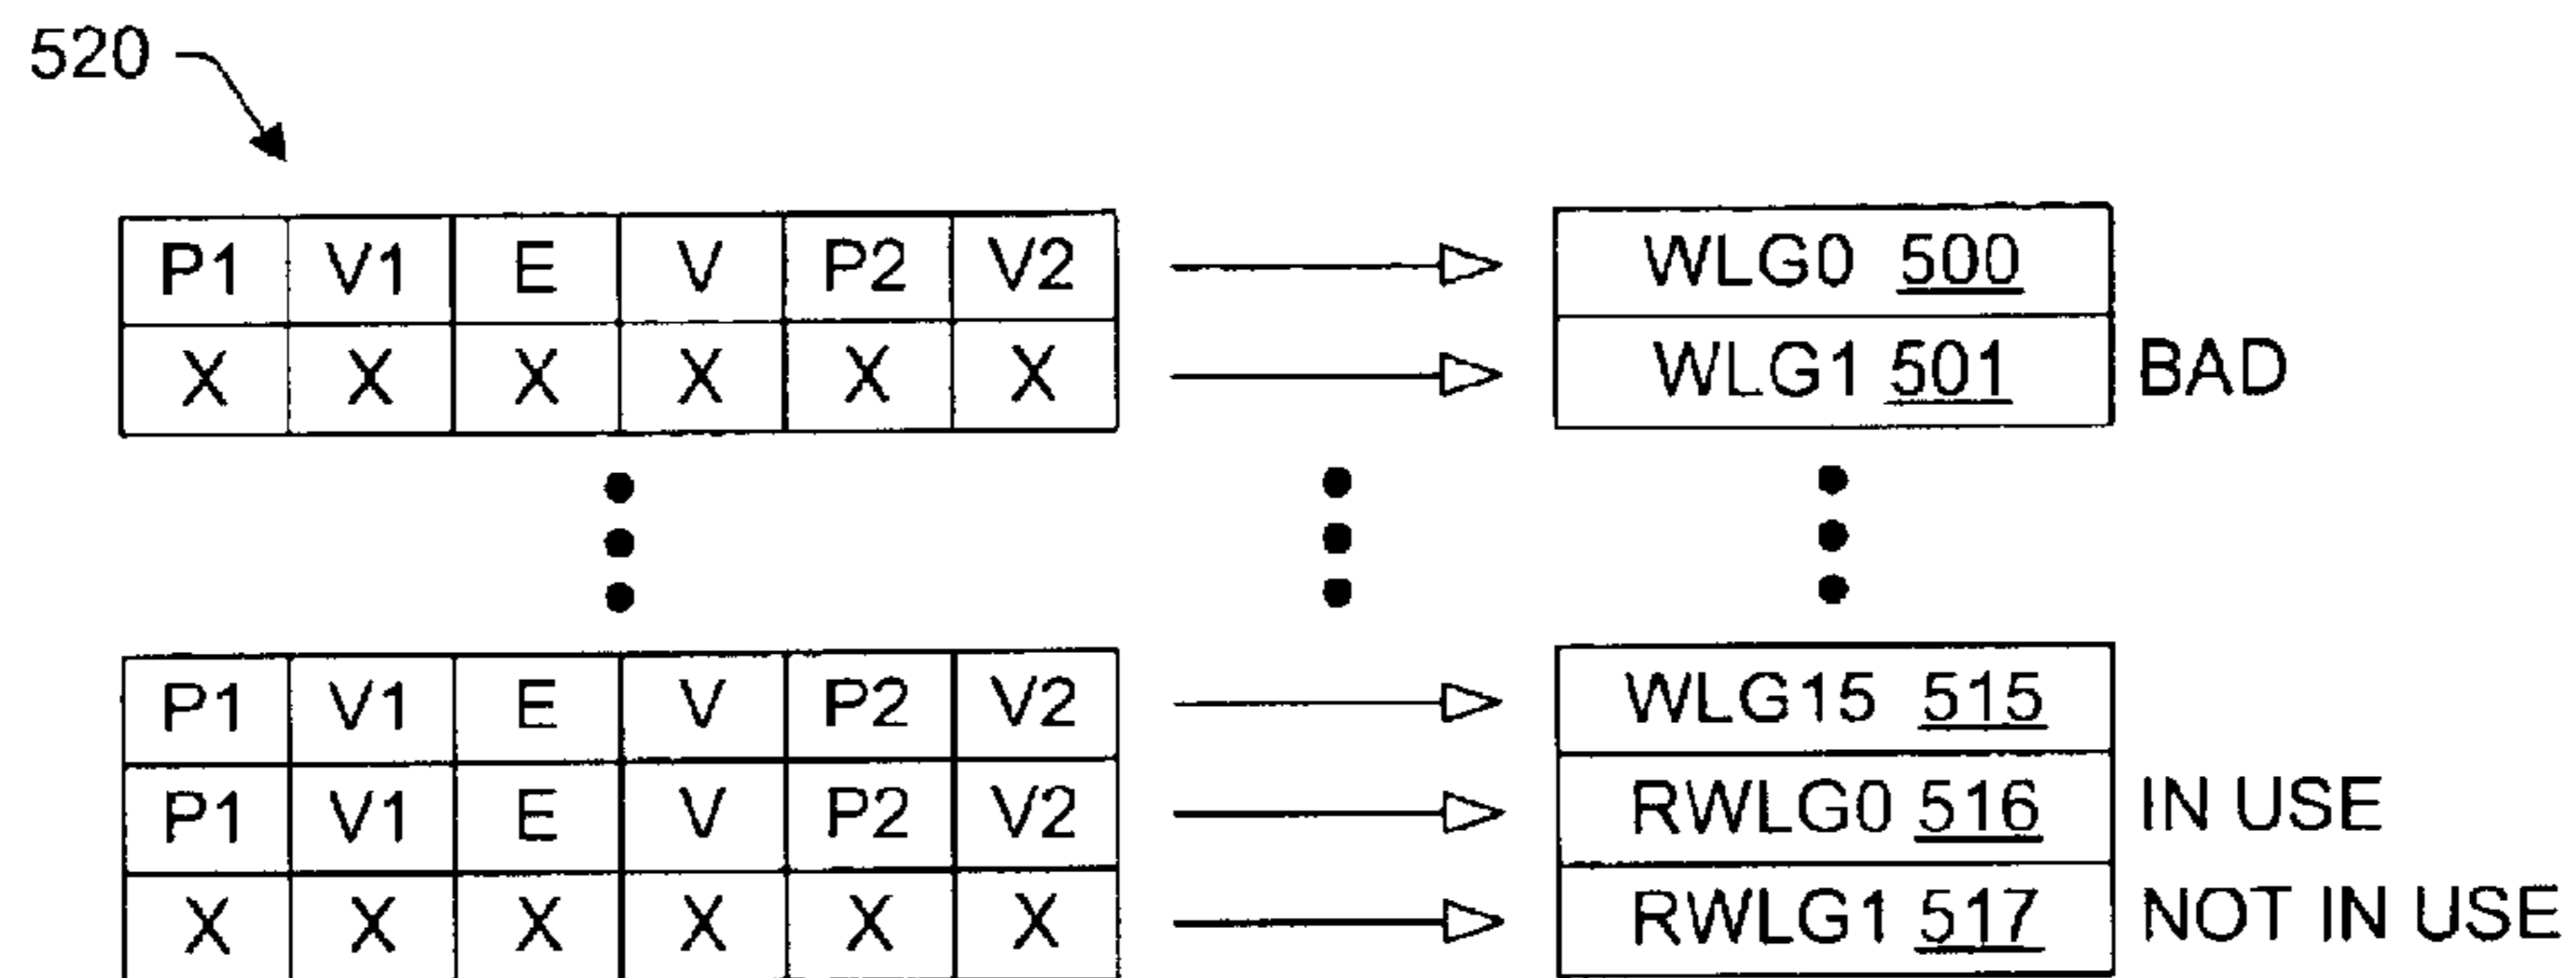 520
P1 V1 E V P2 V2 WLG0 500
X X X X X X WLG1 501 BAD
P1 V1 E V P2 V2 WLG15 515
P1 V1 E V P2 V2 RWLG0 516 IN USE
X X X X X X RWLG1 517 NOT IN USE